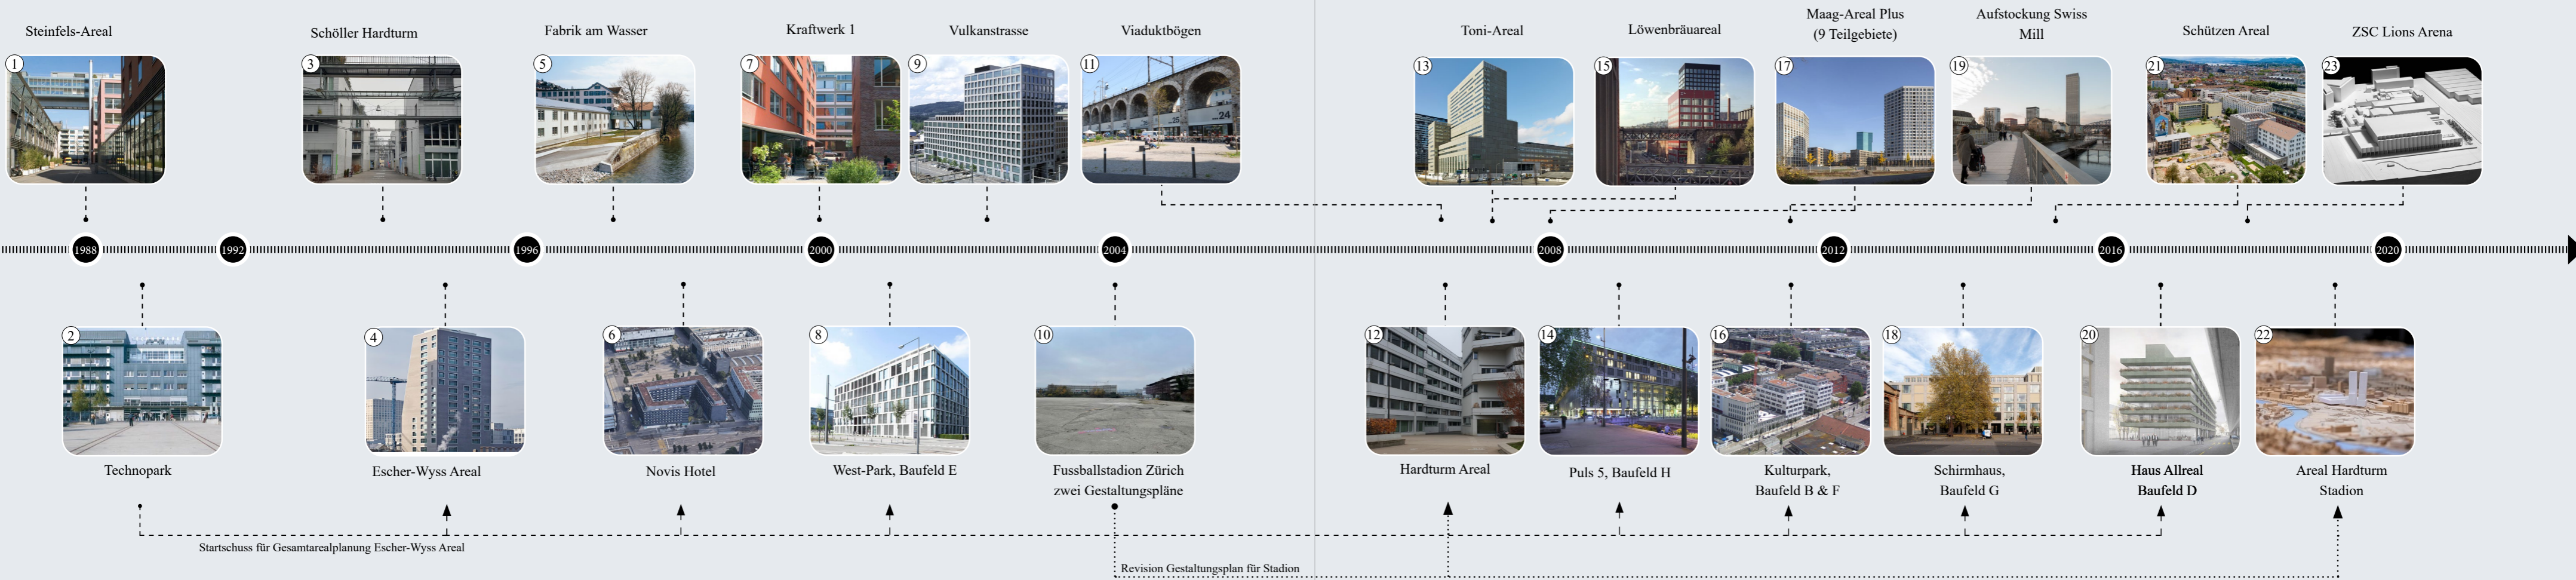 Steinfels-Areal
Schöller Hardturm
Fabrik am Wasser
Kraftwerk 1
Vulkanstrasse
Viaduktbögen
Toni-Areal
Löwenbräuareal
Maag-Areal Plus
(9 Teilgebiete)
Aufstockung Swiss
Mill
Schützen Areal
ZSC Lions Arena
1
3
5
7
9
11
13
15
17
19
21
23
24
1988
1992
1996
2000
2004
2008
2012
2016
2020
2
4
6
8
10
12
14
16
18
20
22
Technopark
Escher-Wyss Areal
Novis Hotel
West-Park, Baufeld E
Fussballstadion Zürich
zwei Gestaltungspläne
Hardturm Areal
Puls 5, Baufeld H
Kulturpark,
Baufeld B & F
Schirmhaus,
Baufeld G
Haus Allreal
Baufeld D
Areal Hardturm
Stadion
Startschuss für Gesamtarealplanung Escher-Wyss Areal
Revision Gestaltungsplan für Stadion